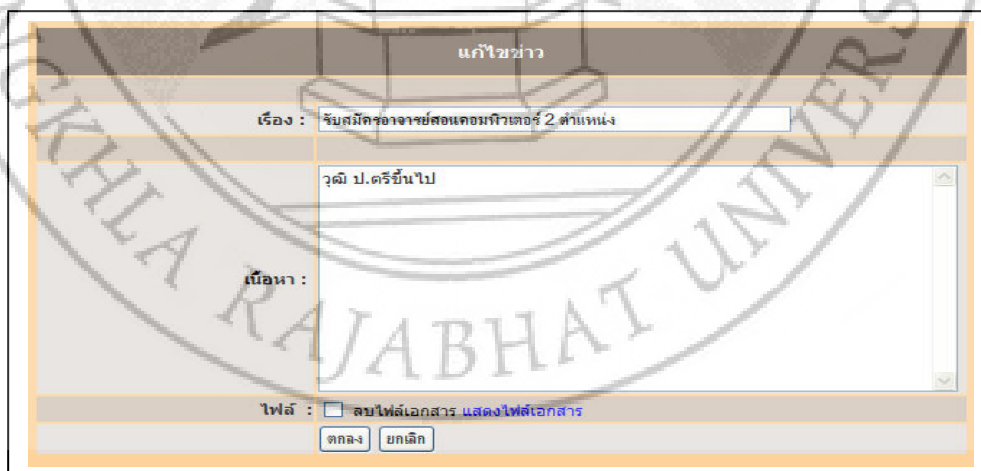 แก้ไขข่าว
เรื่อง : รับสมัครอาจารย์สอนคอมพิวเตอร์ 2 ตำแหน่ง
วุฒิ ป.ตรีขึ้นไป
เนื้อหา :
ไฟล์ : ลบไฟล์เอกสาร แสดงไฟล์เอกสาร
ตกลง ยกเลิก
GKHLA RAJABHAT UNIVERS